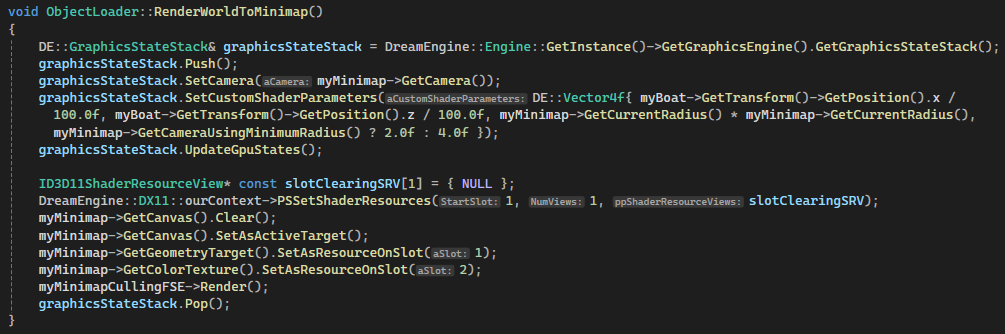 void ObjectLoader::RenderWorldToMinimap()
{
DE::GraphicsStateStack& graphicsStateStack = DreamEngine::Engine::GetInstance()->GetGraphicsEngine().GetGraphicsStateStack();
graphicsStateStack.Push();
graphicsStateStack.SetCamera(aCamera: myMinimap->GetCamera());
graphicsStateStack.SetCustomShaderParameters(aCustomShaderParameters: DE::Vector4f{ myBoat->GetTransform()->GetPosition().x /
100.0f, myBoat->GetTransform()->GetPosition().z / 100.0f, myMinimap->GetCurrentRadius() * myMinimap->GetCurrentRadius(),
myMinimap->GetCameraUsingMinimumRadius() ? 2.0f : 4.0f });
graphicsStateStack.UpdateGpuStates();
ID3D11ShaderResourceView* const slotClearingSRV[1] = { NULL };
DreamEngine::DX11::ourContext->PSSetShaderResources(StartSlot: 1, NumViews: 1, ppShaderResourceViews: slotClearingSRV);
myMinimap->GetCanvas().Clear();
myMinimap->GetCanvas().SetAsActiveTarget();
myMinimap->GetGeometryTarget().SetAsResourceOnSlot(aSlot: 1);
myMinimap->GetColorTexture().SetAsResourceOnSlot(aSlot: 2);
myMinimapCullingFSE->Render();
graphicsStateStack.Pop();
}